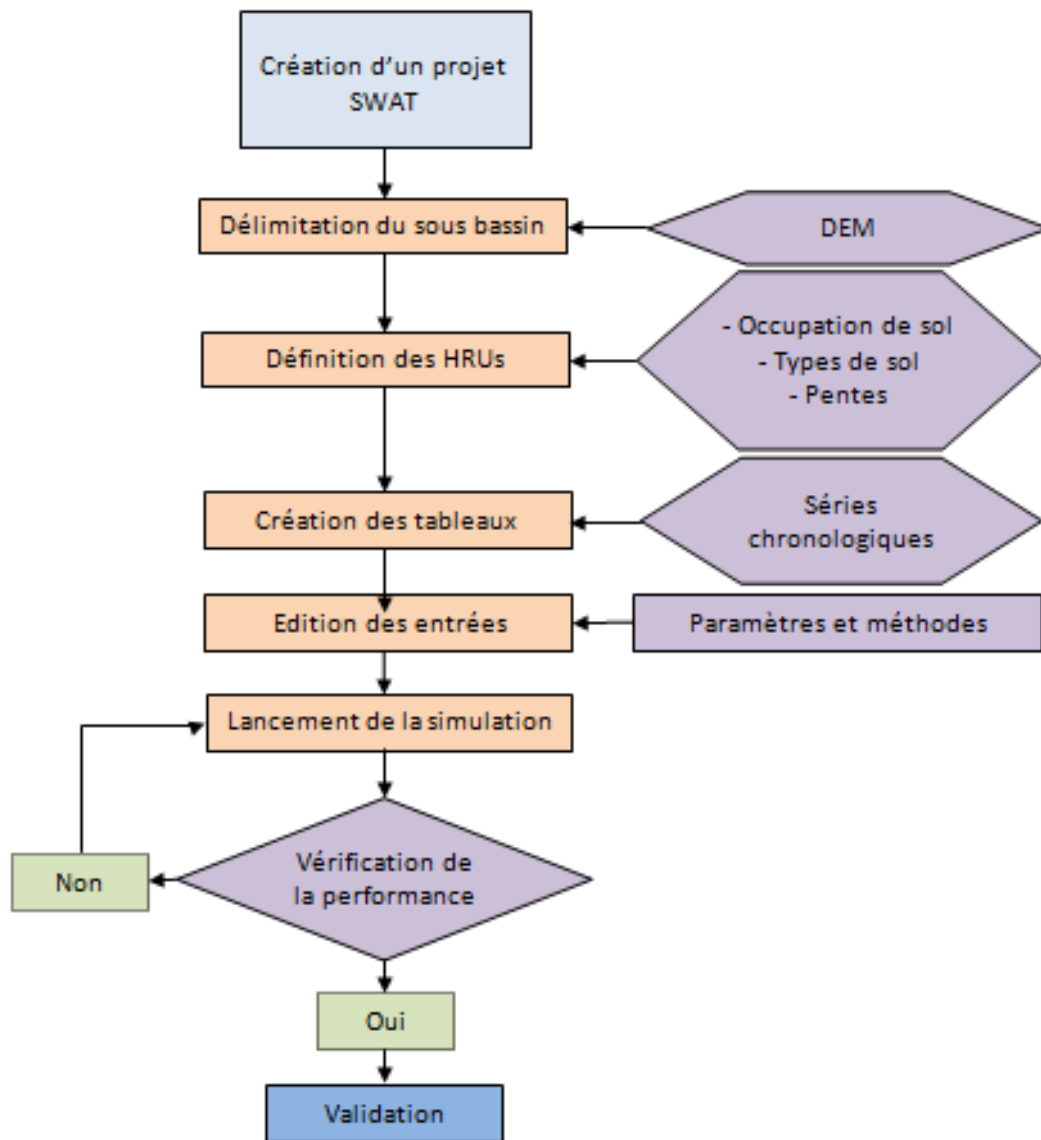 Création d'un projet
SWAT
Délimitation du sous bassin
DEM
Définition des HRUs
- Occupation de sol
- Types de sol
- Pentes
Création des tableaux
Séries
chronologiques
Edition des entrées
Paramètres et méthodes
Lancement de la simulation
Vérification de
la performance
Non
Oui
Validation